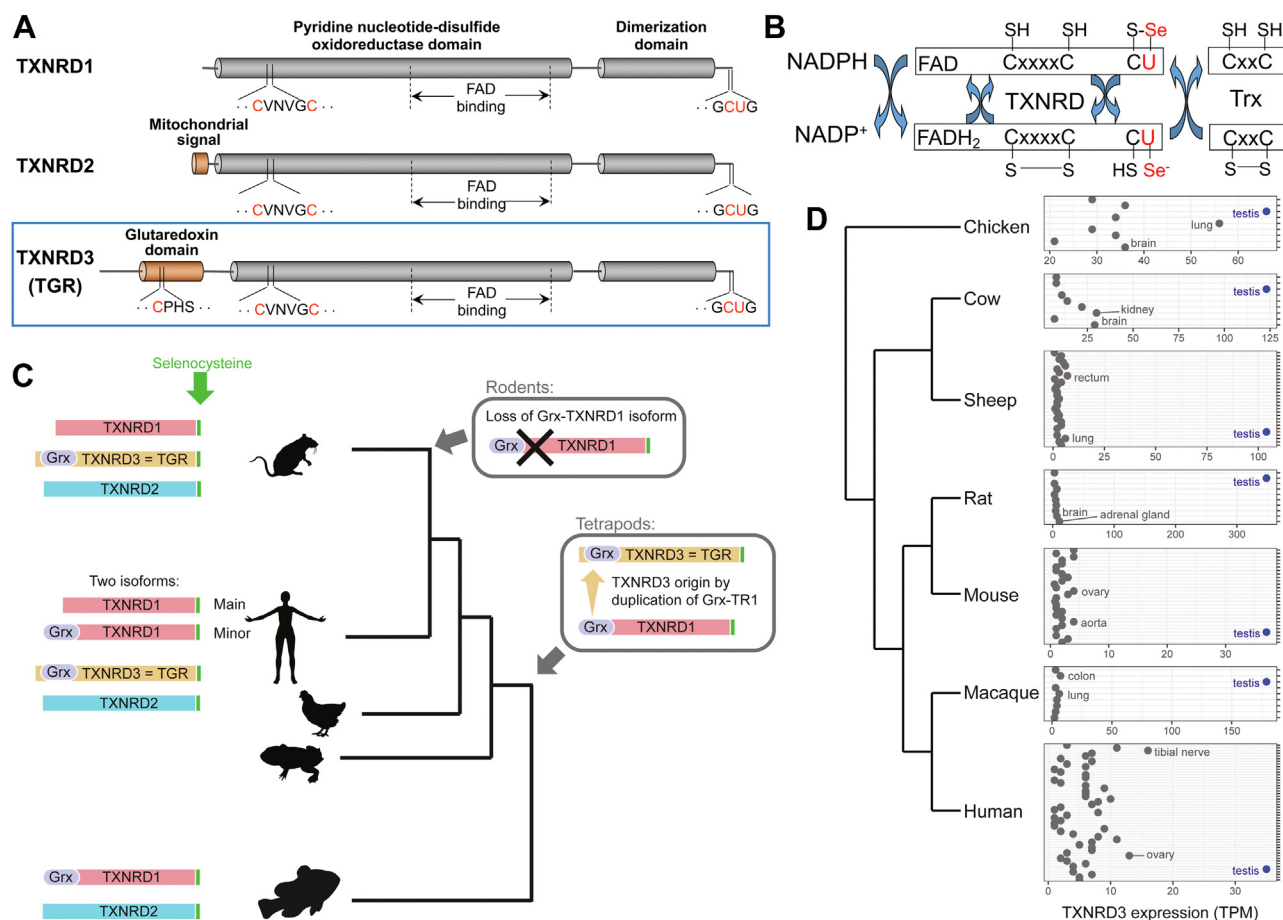 A
Pyridine nucleotide-disulfide
oxidoreductase domain
Dimerization
domain
TXNRD1
FAD
binding
··CVNVGC··
··GCUG
Mitochondrial
signal
TXNRD2
FAD
binding
··CVNVGC··
··GCUG
TXNRD3
(TGR)
Glutaredoxin
domain
FAD
binding
··CPHS··
··CVNVGC··
··GCUG
B
SH SH S-Se SH SH
NADPH FAD CxxxxC CU CxxC
TXNRD Trx
NADP+ FADH2 CxxxxC CU CxxC
S S HS Se- S S
C
Selenocysteine
TXNRD1
Grx TXNRD3 = TGR
TXNRD2
Rodents:
Loss of Grx-TXNRD1 isoform
Grx TXNRD1
Tetrapods:
Grx TXNRD3 = TGR
TXNRD3 origin by
duplication of Grx-TR1
Grx TXNRD1
Two isoforms:
TXNRD1 Main
Grx TXNRD1 Minor
Grx TXNRD3 = TGR
TXNRD2
Grx TXNRD1
TXNRD2
D
Chicken
testis
lung
brain
20 30 40 50 60
Cow
testis
kidney
brain
0 25 50 75 100 125
Sheep
rectum
testis
lung
0 25 50 75 100
Rat
testis
brain
adrenal gland
0 100 200 300
Mouse
ovary
aorta
testis
0 10 20 30
Macaque
colon
testis
lung
0 50 100 150
Human
tibial nerve
ovary
testis
0 10 20 30
TXNRD3 expression (TPM)